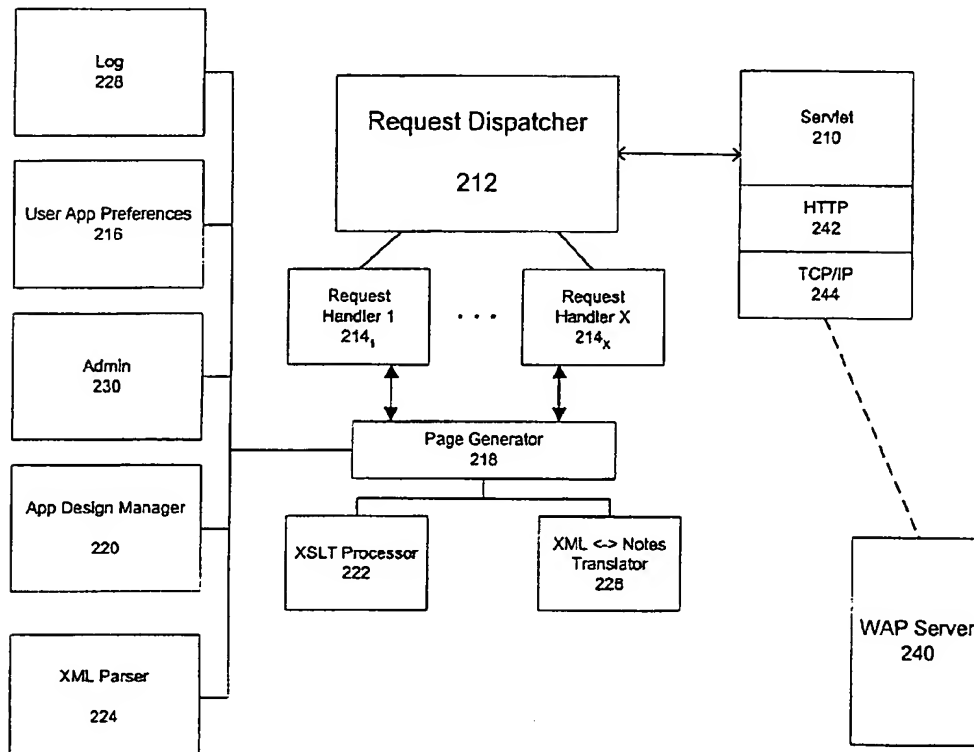 Log
228
User App Preferences
216
Admin
230
App Design Manager
220
XML Parser
224
Request Dispatcher
212
Request
Handler 1
214₁
. . .
Request
Handler X
214ₓ
Page Generator
218
XSLT Processor
222
XML <-> Notes
Translator
226
Servlet
210
HTTP
242
TCP/IP
244
WAP Server
240